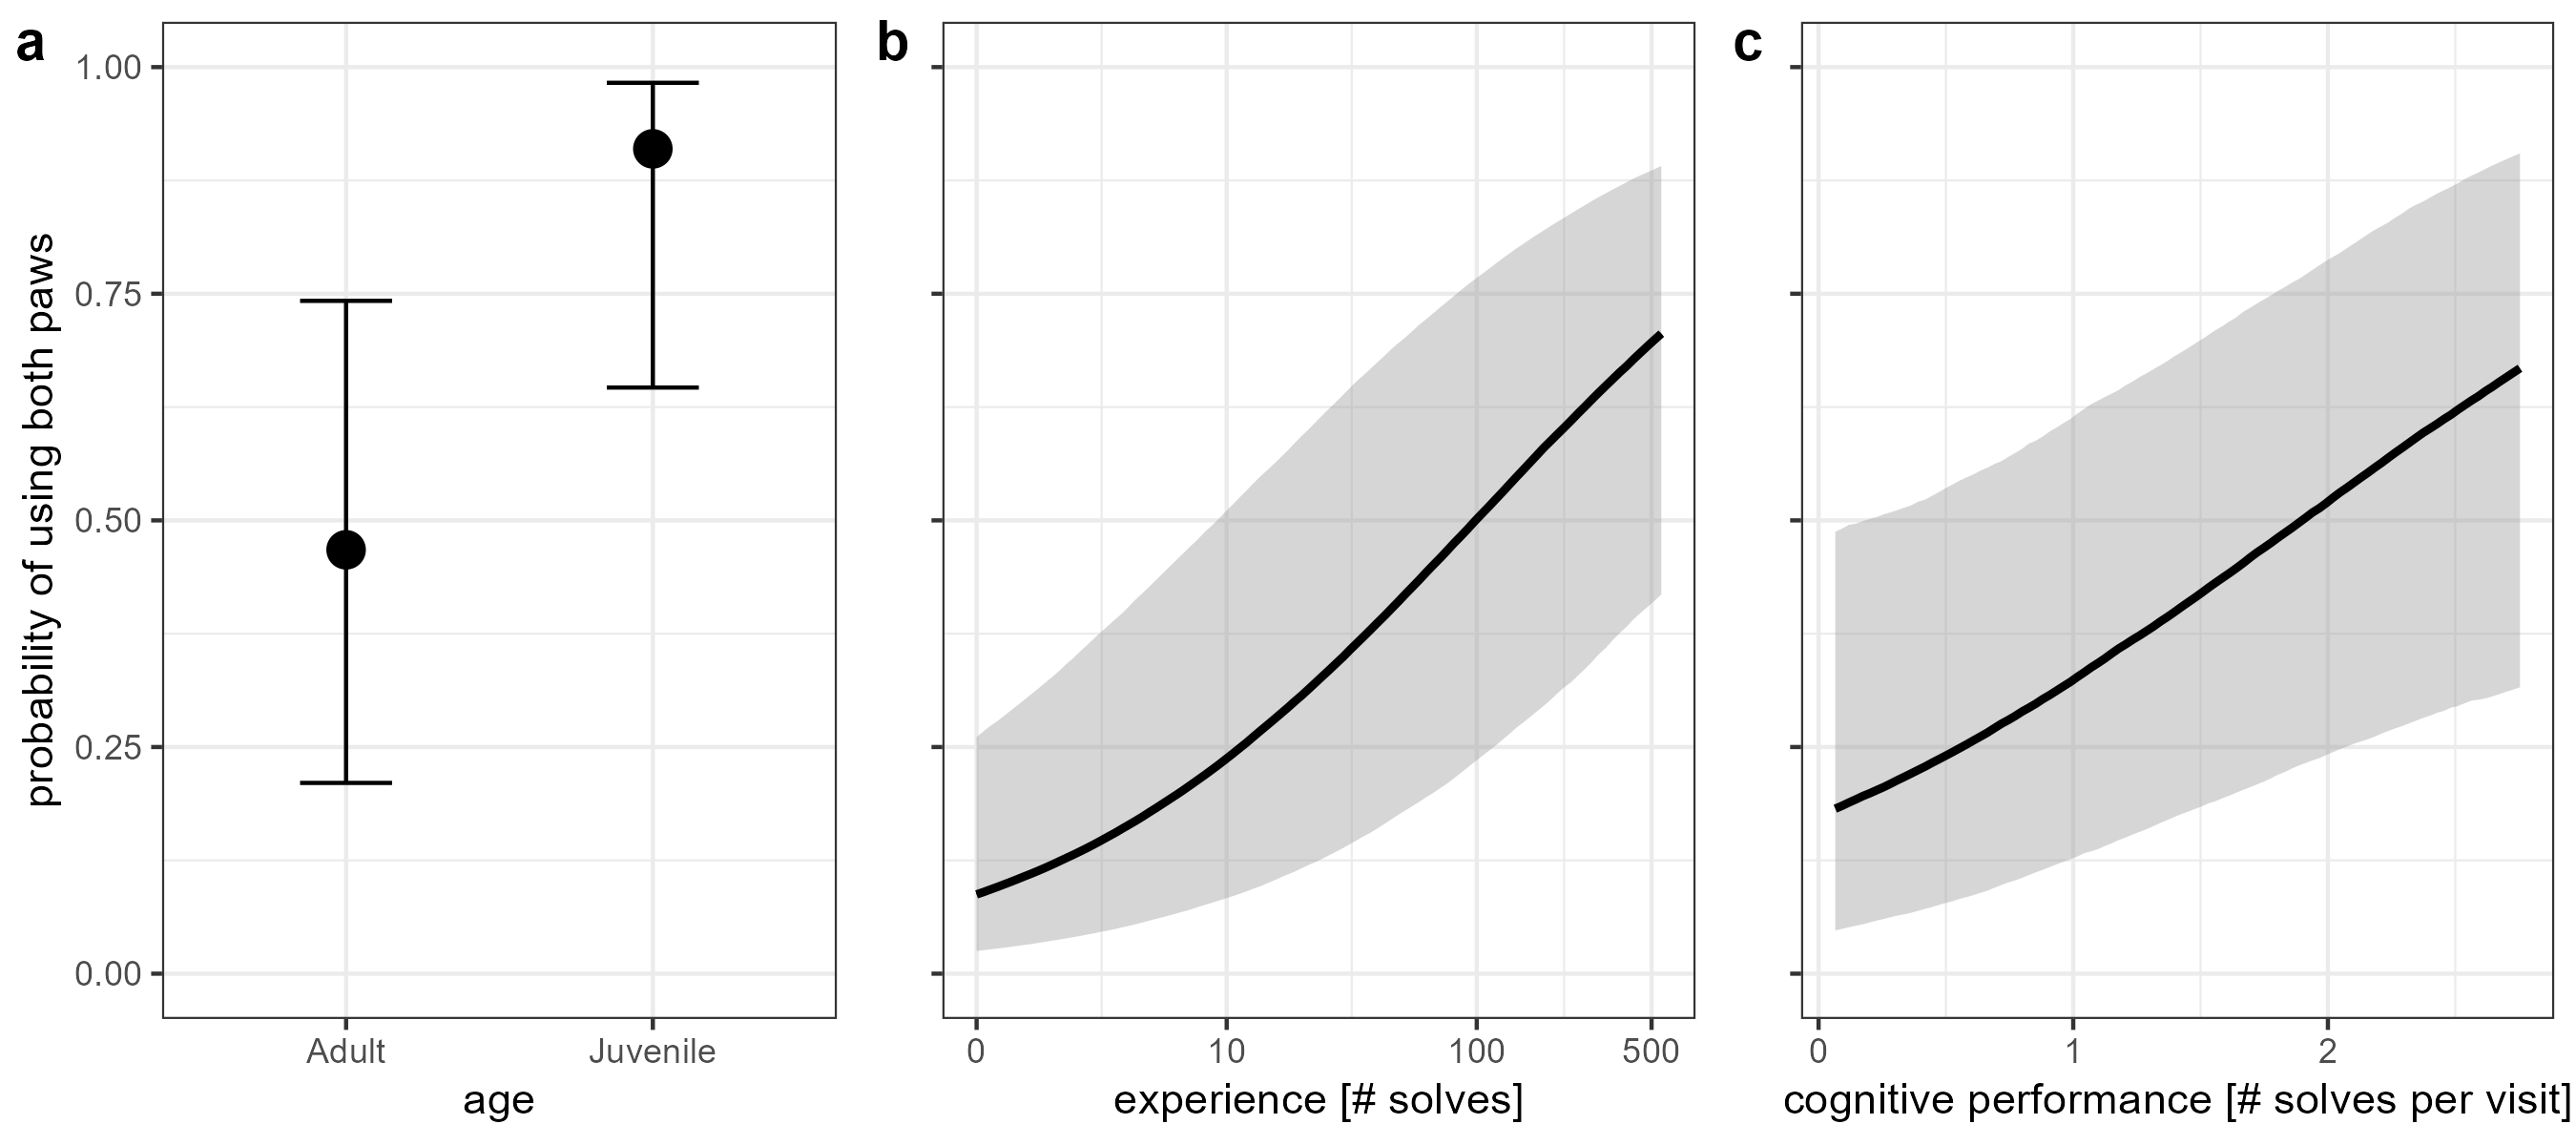 a
b
c
probability of using both paws
1.00
0.75
0.50
0.25
0.00
Adult
Juvenile
age
0
10
100
500
experience [# solves]
0
1
2
cognitive performance [# solves per visit]